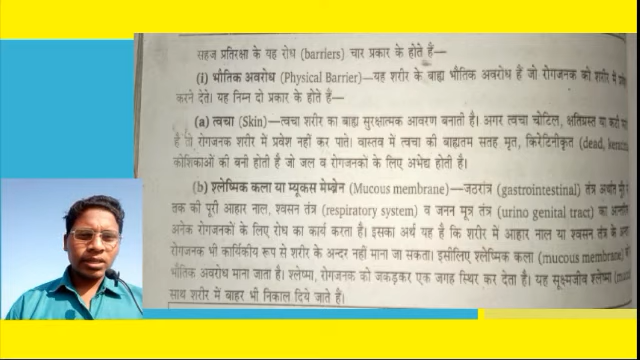 सहज प्रतिरक्षा के यह रोध (barriers) चार प्रकार के होते हैं—
(i) भौतिक अवरोध (Physical Barrier)—यह शरीर के बाह्य भौतिक अवरोध हैं जो रोगजनक को शरीर में
करने देते। यह निम्न दो प्रकार के होते हैं—
(a) त्वचा (Skin)—त्वचा शरीर का बाह्य सुरक्षात्मक आवरण बनाती है। अगर त्वचा चोटिल, क्षतिग्रस्त या कटी
है तो रोगजनक शरीर में प्रवेश नहीं कर पाते। वास्तव में त्वचा की बाह्यतम सतह मृत, किरेटिनीकृत (dead,
कोशिकाओं की बनी होती है जो जल व रोगजनकों के लिए अभेद्य होती है।
(b) श्लेष्मिक कला या म्यूकस मेम्ब्रेन (Mucous membrane)—जठरांत्र (gastrointestinal) तंत्र अर्थात
तक की पूरी आहार नाल, श्वसन तंत्र (respiratory system) व जनन मूत्र तंत्र (urino genital tract) का
अनेक रोगजनकों के लिए रोध का कार्य करता है। इसका अर्थ यह है कि शरीर में आहार नाल या श्वसन तंत्र के
रोगजनक भी कार्यिकीय रूप से शरीर के अन्दर नहीं माना जा सकता। इसीलिए श्लेष्मिक कला (mucous membrane)
भौतिक अवरोध माना जाता है। श्लेष्मा, रोगजनक को जकड़कर एक जगह स्थिर कर देता है। यह सूक्ष्मजीव श्लेष्मा
साथ शरीर में बाहर भी निकाल दिये जाते हैं।